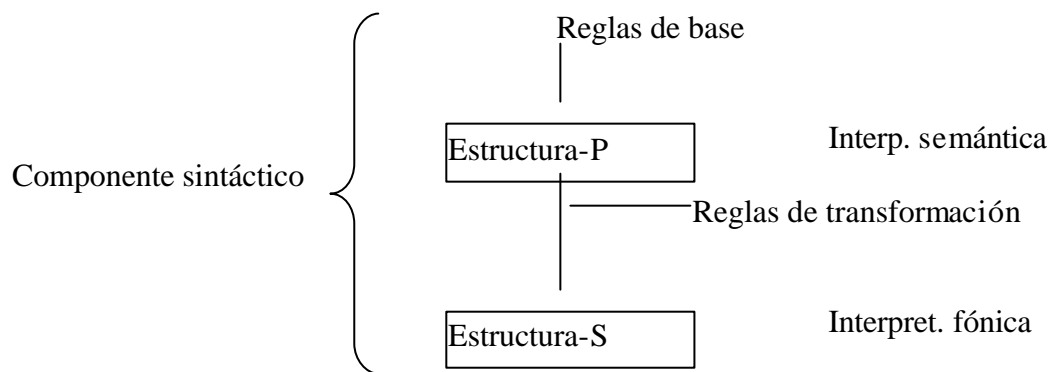 Reglas de base
Estructura-P
Interp. semántica
Componente sintáctico
Reglas de transformación
Estructura-S
Interpret. fónica